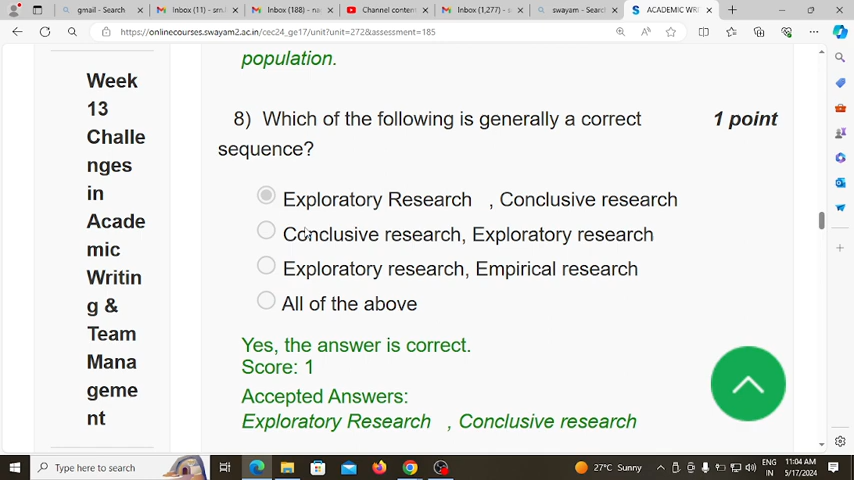 gmail - Search
Inbox (11) - srn.l
Inbox (188) - na
Channel content
Inbox (1,277) - s
swayam - Searc
ACADEMIC WRI
https://onlinecourses.swayam2.ac.in/cec24_ge17/unit?unit=272&assessment=185
Week
13
Challe
nges
in
Acade
mic
Writin
g &
Team
Mana
geme
nt
population.
8) Which of the following is generally a correct
sequence?
1 point
Exploratory Research , Conclusive research
Conclusive research, Exploratory research
Exploratory research, Empirical research
All of the above
Yes, the answer is correct.
Score: 1
Accepted Answers:
Exploratory Research , Conclusive research
Type here to search
27°C Sunny
ENG
IN
11:04 AM
5/17/2024